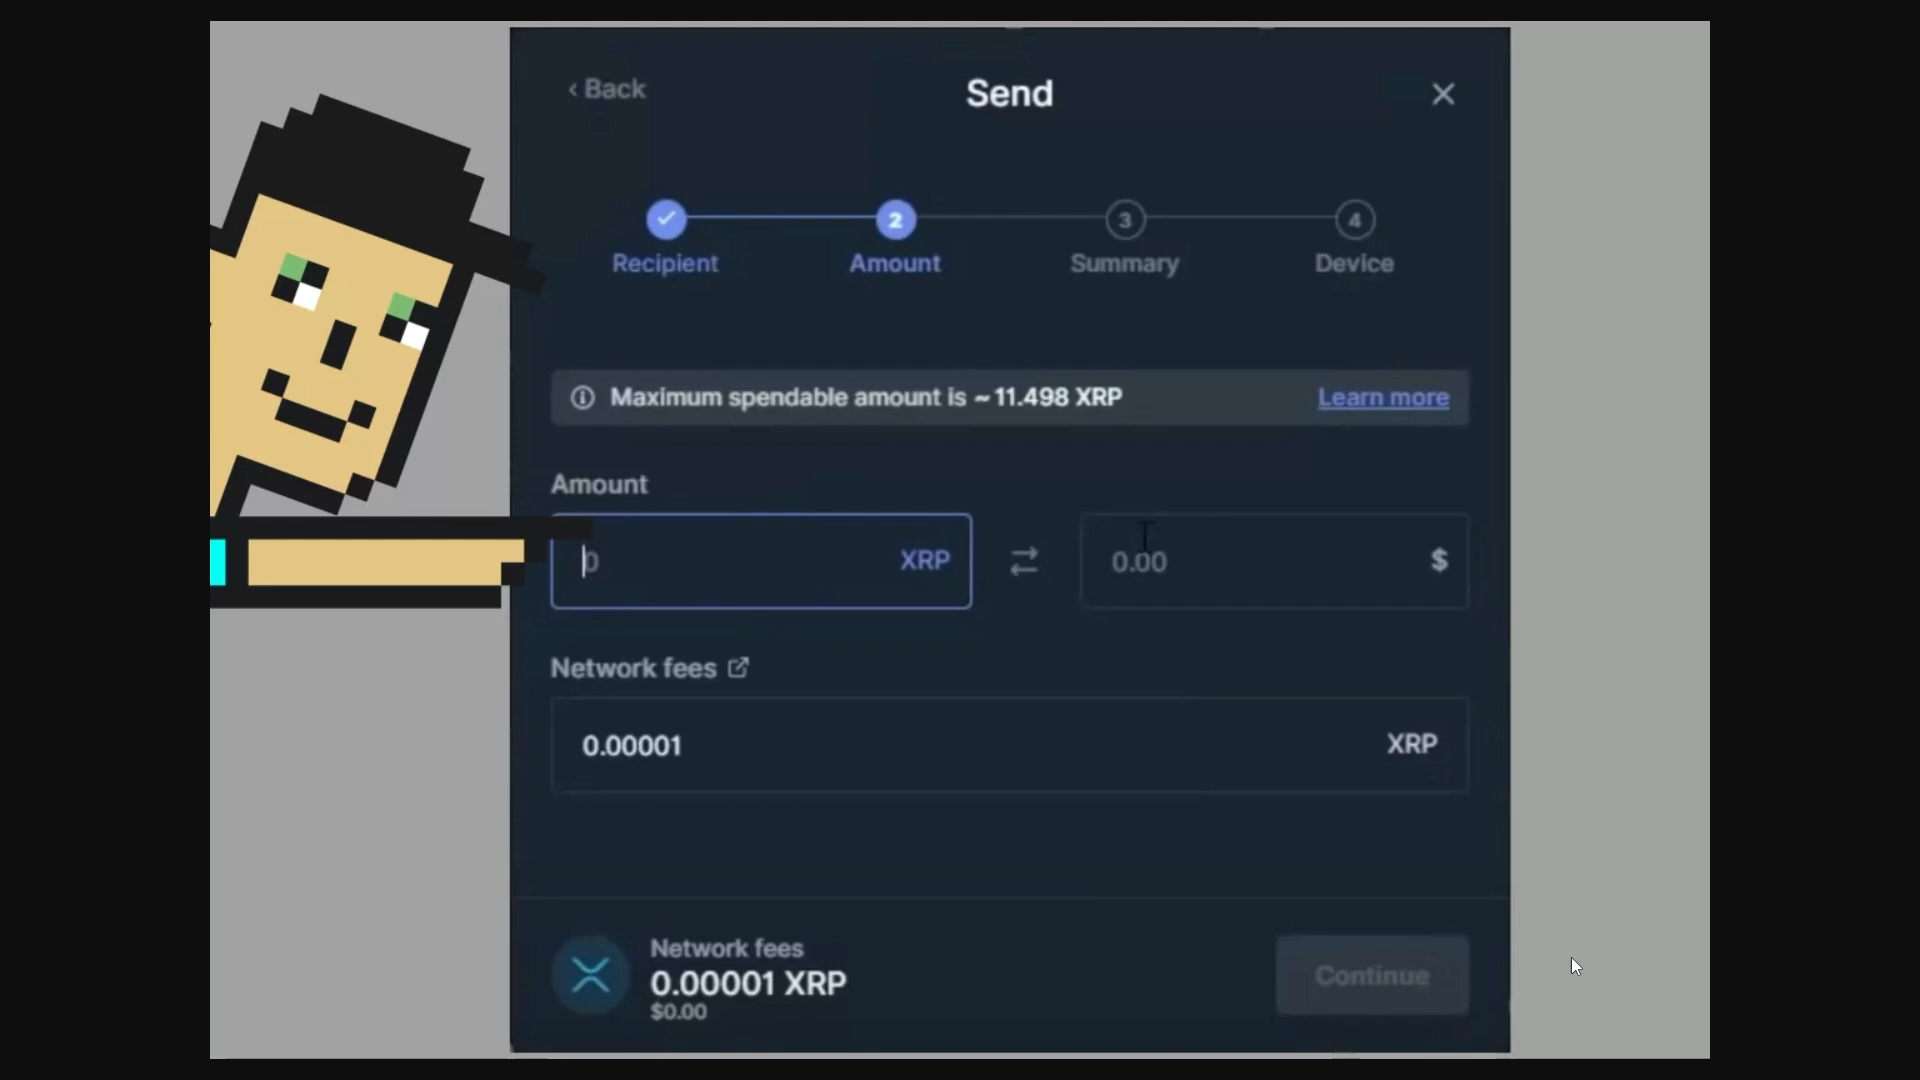 ‹ Back
Send
2
3
4
Recipient
Amount
Summary
Device
Maximum spendable amount is ~ 11.498 XRP
Learn more
Amount
0
XRP
0.00
$
Network fees
0.00001
XRP
Network fees
0.00001 XRP
$0.00
Continue